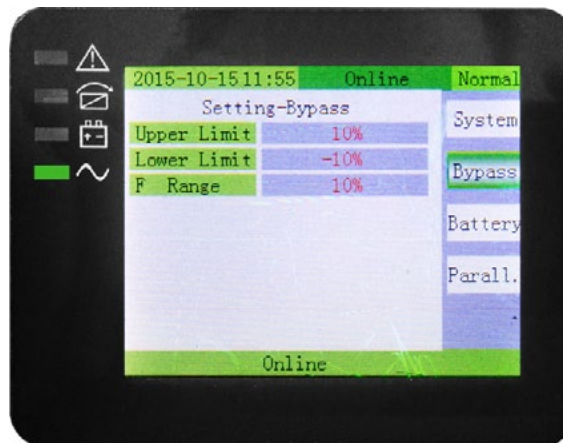 2015-10-15 11:55 Online Normal
Setting-Bypass
Upper Limit 10%
Lower Limit -10%
F Range 10%
System
Bypass
Battery
Parall.
Online